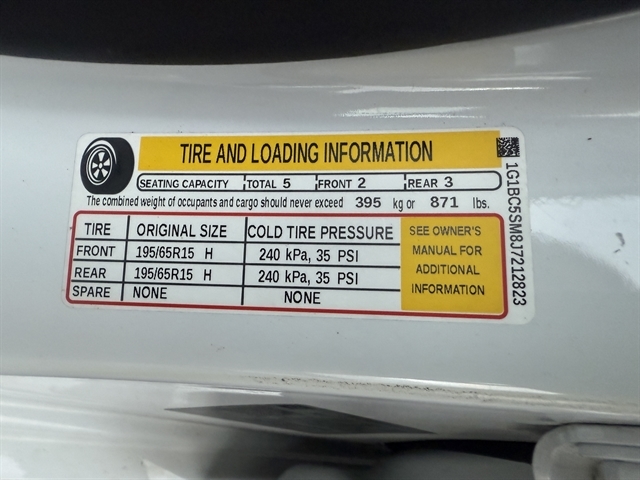 TIRE AND LOADING INFORMATION
SEATING CAPACITY TOTAL 5 FRONT 2 REAR 3
The combined weight of occupants and cargo should never exceed 395 kg or 871 lbs.
TIRE ORIGINAL SIZE COLD TIRE PRESSURE
FRONT 195/65R15 H 240 kPa, 35 PSI
REAR 195/65R15 H 240 kPa, 35 PSI
SPARE NONE NONE
SEE OWNER'S
MANUAL FOR
ADDITIONAL
INFORMATION
1G1BC5SM8J7212823